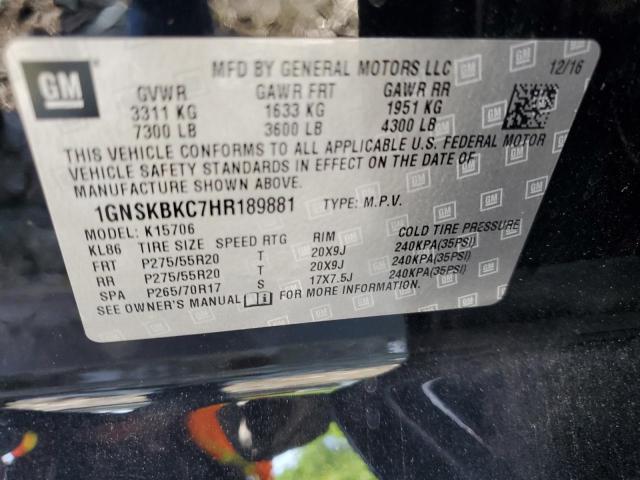 GM
MFD BY GENERAL MOTORS LLC 12/16
GVWR GAWR FRT GAWR RR
3311 KG 1633 KG 1951 KG
7300 LB 3600 LB 4300 LB
THIS VEHICLE CONFORMS TO ALL APPLICABLE U.S. FEDERAL MOTOR
VEHICLE SAFETY STANDARDS IN EFFECT ON THE DATE OF
MANUFACTURE SHOWN ABOVE.
1GNSKBKC7HR189881 TYPE: M.P.V.
MODEL: K15706
KL86 TIRE SIZE SPEED RTG RIM COLD TIRE PRESSURE
FRT P275/55R20 T 20X9J 240KPA(35PSI)
RR P275/55R20 T 20X9J 240KPA(35PSI)
SPA P265/70R17 S 17X7.5J 240KPA(35PSI)
SEE OWNER'S MANUAL FOR MORE INFORMATION.